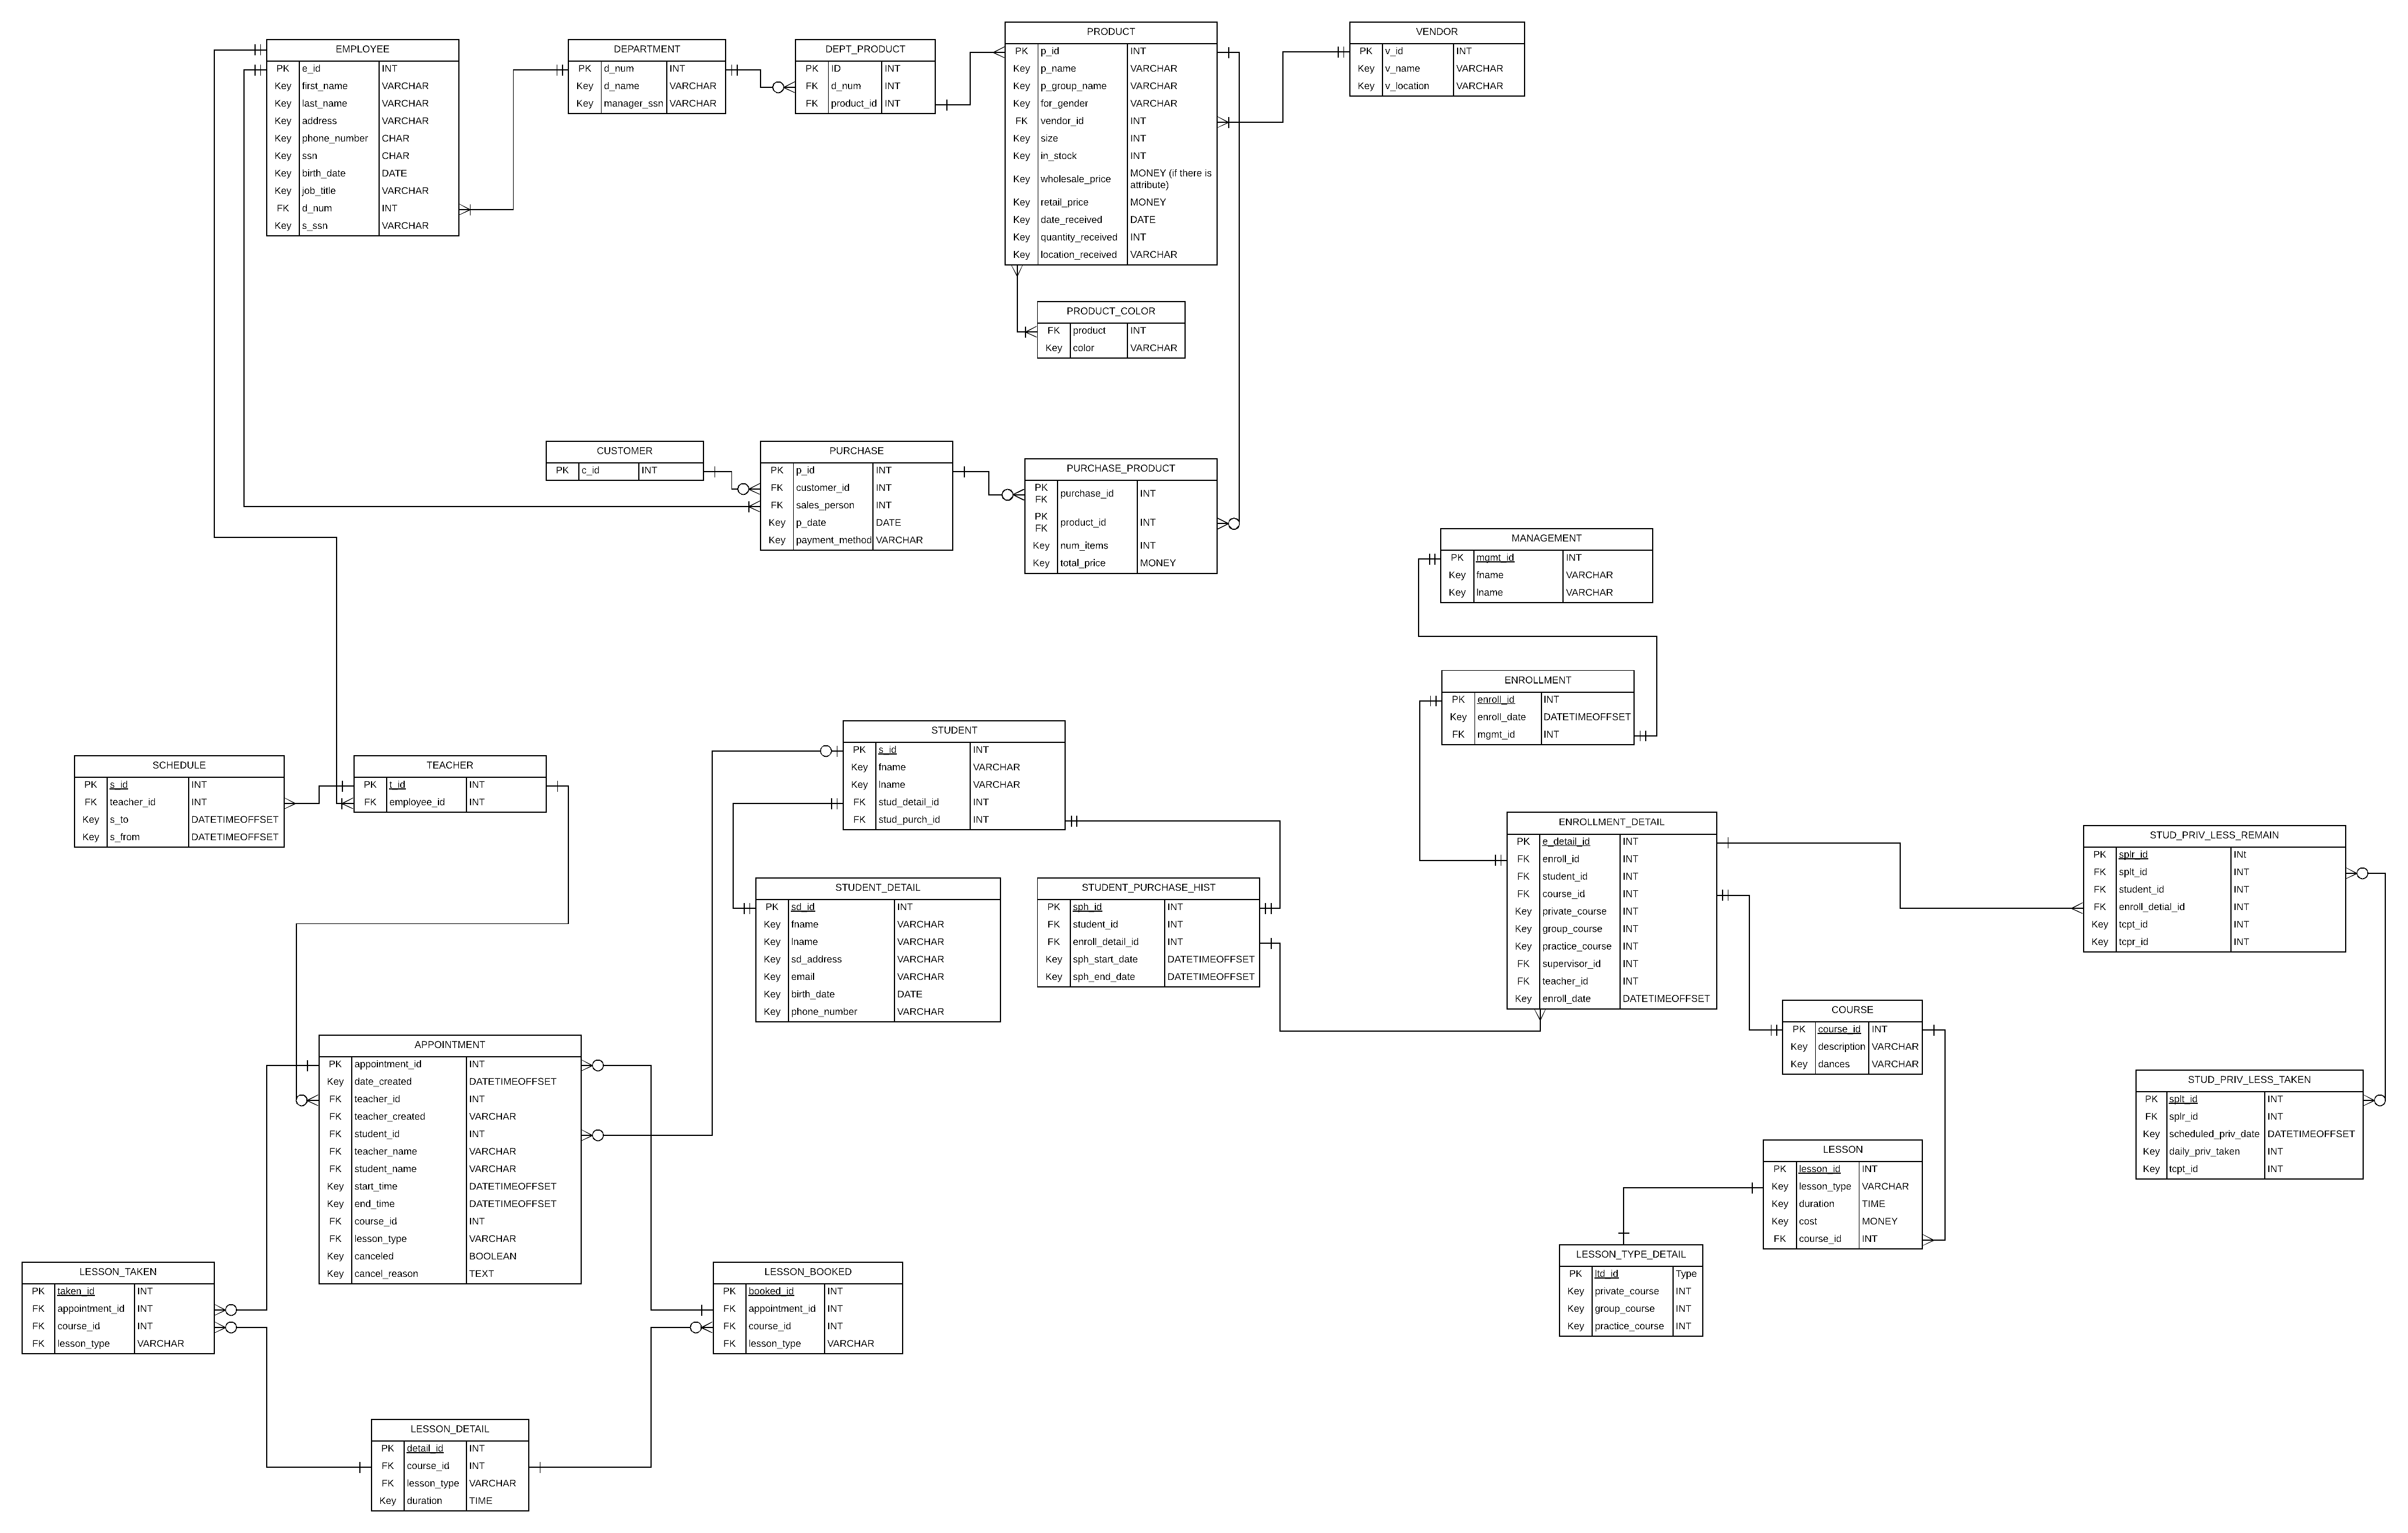 EMPLOYEE
PK e_id INT
Key first_name VARCHAR
Key last_name VARCHAR
Key address VARCHAR
Key phone_number CHAR
Key ssn CHAR
Key birth_date DATE
Key job_title VARCHAR
FK d_num INT
Key s_ssn VARCHAR
DEPARTMENT
PK d_num INT
Key d_name VARCHAR
Key manager_ssn VARCHAR
DEPT_PRODUCT
PK ID INT
FK d_num INT
FK product_id INT
PRODUCT
PK p_id INT
Key p_name VARCHAR
Key p_group_name VARCHAR
Key for_gender VARCHAR
FK vendor_id INT
Key size INT
Key in_stock INT
Key wholesale_price MONEY (if there is
attribute)
Key retail_price MONEY
Key date_received DATE
Key quantity_received INT
Key location_received VARCHAR
VENDOR
PK v_id INT
Key v_name VARCHAR
Key v_location VARCHAR
PRODUCT_COLOR
FK product INT
Key color VARCHAR
CUSTOMER
PK c_id INT
PURCHASE
PK p_id INT
FK customer_id INT
FK sales_person INT
Key p_date DATE
Key payment_method VARCHAR
PURCHASE_PRODUCT
PK
FK purchase_id INT
PK
FK product_id INT
Key num_items INT
Key total_price MONEY
MANAGEMENT
PK mgmt_id INT
Key fname VARCHAR
Key lname VARCHAR
ENROLLMENT
PK enroll_id INT
Key enroll_date DATETIMEOFFSET
FK mgmt_id INT
SCHEDULE
PK s_id INT
FK teacher_id INT
Key s_to DATETIMEOFFSET
Key s_from DATETIMEOFFSET
TEACHER
PK t_id INT
FK employee_id INT
STUDENT
PK s_id INT
Key fname VARCHAR
Key lname VARCHAR
FK stud_detail_id INT
FK stud_purch_id INT
STUDENT_DETAIL
PK sd_id INT
Key fname VARCHAR
Key lname VARCHAR
Key sd_address VARCHAR
Key email VARCHAR
Key birth_date DATE
Key phone_number VARCHAR
STUDENT_PURCHASE_HIST
PK sph_id INT
FK student_id INT
FK enroll_detail_id INT
Key sph_start_date DATETIMEOFFSET
Key sph_end_date DATETIMEOFFSET
ENROLLMENT_DETAIL
PK e_detail_id INT
FK enroll_id INT
FK student_id INT
FK course_id INT
Key private_course INT
Key group_course INT
Key practice_course INT
FK supervisor_id INT
FK teacher_id INT
Key enroll_date DATETIMEOFFSET
STUD_PRIV_LESS_REMAIN
PK splr_id INt
FK splt_id INT
FK student_id INT
FK enroll_detial_id INT
Key tcpt_id INT
Key tcpr_id INT
COURSE
PK course_id INT
Key description VARCHAR
Key dances VARCHAR
STUD_PRIV_LESS_TAKEN
PK splt_id INT
FK splr_id INT
Key scheduled_priv_date DATETIMEOFFSET
Key daily_priv_taken INT
Key tcpt_id INT
APPOINTMENT
PK appointment_id INT
Key date_created DATETIMEOFFSET
FK teacher_id INT
FK teacher_created VARCHAR
FK student_id INT
FK teacher_name VARCHAR
FK student_name VARCHAR
Key start_time DATETIMEOFFSET
Key end_time DATETIMEOFFSET
FK course_id INT
FK lesson_type VARCHAR
Key canceled BOOLEAN
Key cancel_reason TEXT
LESSON
PK lesson_id INT
Key lesson_type VARCHAR
Key duration TIME
Key cost MONEY
FK course_id INT
LESSON_TYPE_DETAIL
PK ltd_id Type
Key private_course INT
Key group_course INT
Key practice_course INT
LESSON_TAKEN
PK taken_id INT
FK appointment_id INT
FK course_id INT
FK lesson_type VARCHAR
LESSON_BOOKED
PK booked_id INT
FK appointment_id INT
FK course_id INT
FK lesson_type VARCHAR
LESSON_DETAIL
PK detail_id INT
FK course_id INT
FK lesson_type VARCHAR
Key duration TIME